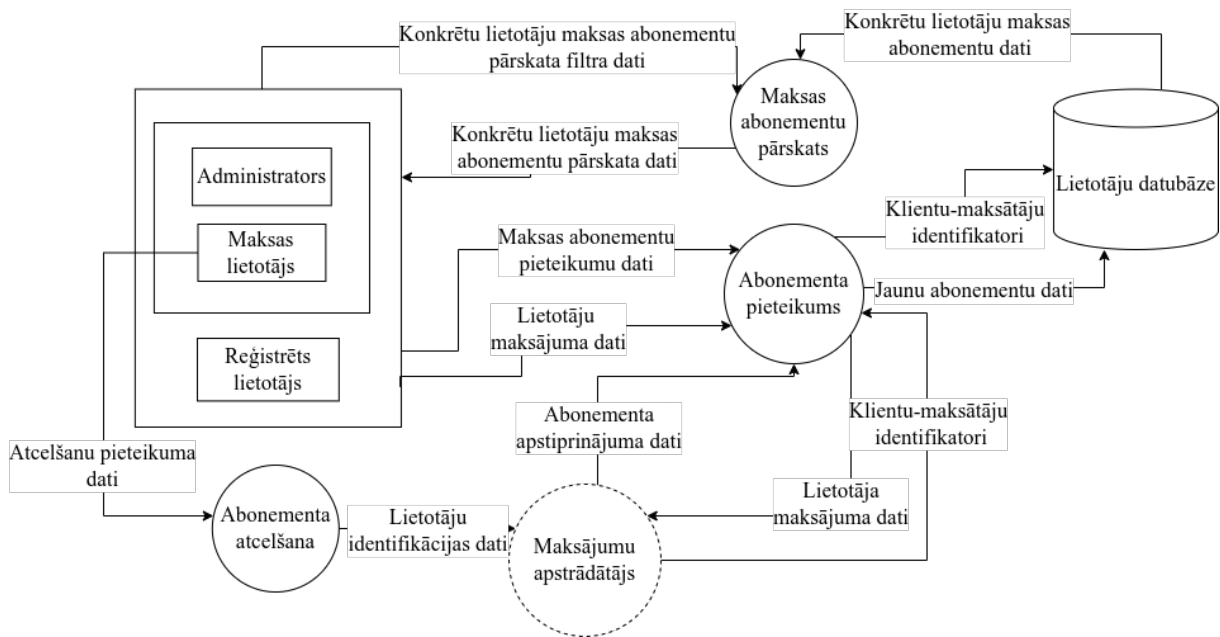 Konkrētu lietotāju maksas abonementu
pārskata filtra dati
Konkrētu lietotāju maksas
abonementu dati
Maksas
abonementu
pārskats
Konkrētu lietotāju maksas
abonementu pārskata dati
Administrators
Lietotāju datubāze
Maksas
lietotājs
Maksas abonementu
pieteikumu dati
Klientu-maksātāju
identifikatori
Abonementa
pieteikums
Jaunu abonementu dati
Lietotāju
maksājuma dati
Reģistrēts
lietotājs
Abonementa
apstiprinājuma dati
Klientu-maksātāju
identifikatori
Atcelšanu pieteikuma
dati
Lietotāja
maksājuma dati
Abonementa
atcelšana
Lietotāju
identifikācijas dati
Maksājumu
apstrādātājs